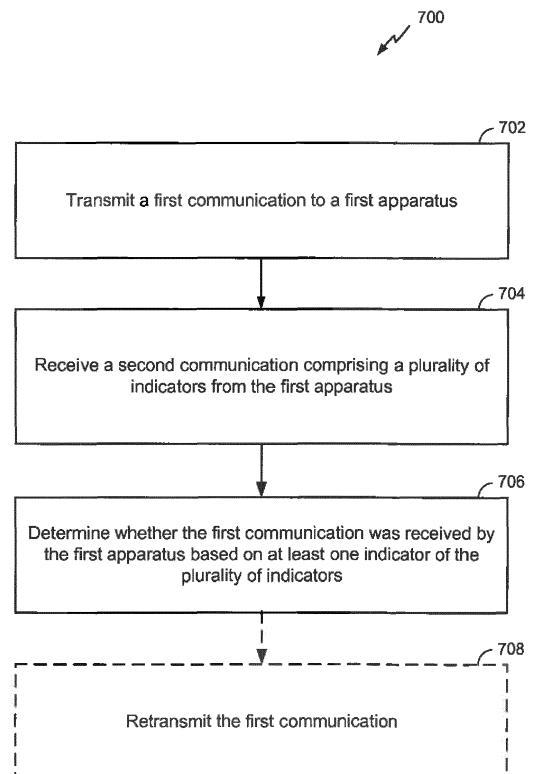 700
702
Transmit a first communication to a first apparatus
704
Receive a second communication comprising a plurality of
indicators from the first apparatus
706
Determine whether the first communication was received by
the first apparatus based on at least one indicator of the
plurality of indicators
708
Retransmit the first communication